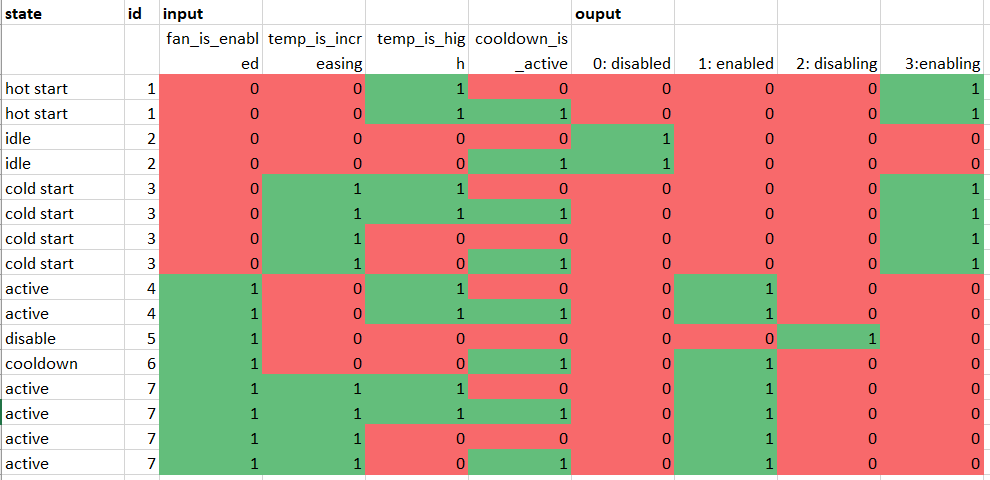 state id input ouput
fan_is_enabl ed temp_is_incr easing temp_is_hig h cooldown_is _active 0: disabled 1: enabled 2: disabling 3:enabling
hot start 1 0 0 1 0 0 0 0 1
hot start 1 0 0 1 1 0 0 0 1
idle 2 0 0 0 0 1 0 0 0
idle 2 0 0 0 1 1 0 0 0
cold start 3 0 1 1 0 0 0 0 1
cold start 3 0 1 1 1 0 0 0 1
cold start 3 0 1 0 0 0 0 0 1
cold start 3 0 1 0 1 0 0 0 1
active 4 1 0 1 0 0 1 0 0
active 4 1 0 1 1 0 1 0 0
disable 5 1 0 0 0 0 0 1 0
cooldown 6 1 0 0 1 0 1 0 0
active 7 1 1 1 0 0 1 0 0
active 7 1 1 1 1 0 1 0 0
active 7 1 1 0 0 0 1 0 0
active 7 1 1 0 1 0 1 0 0